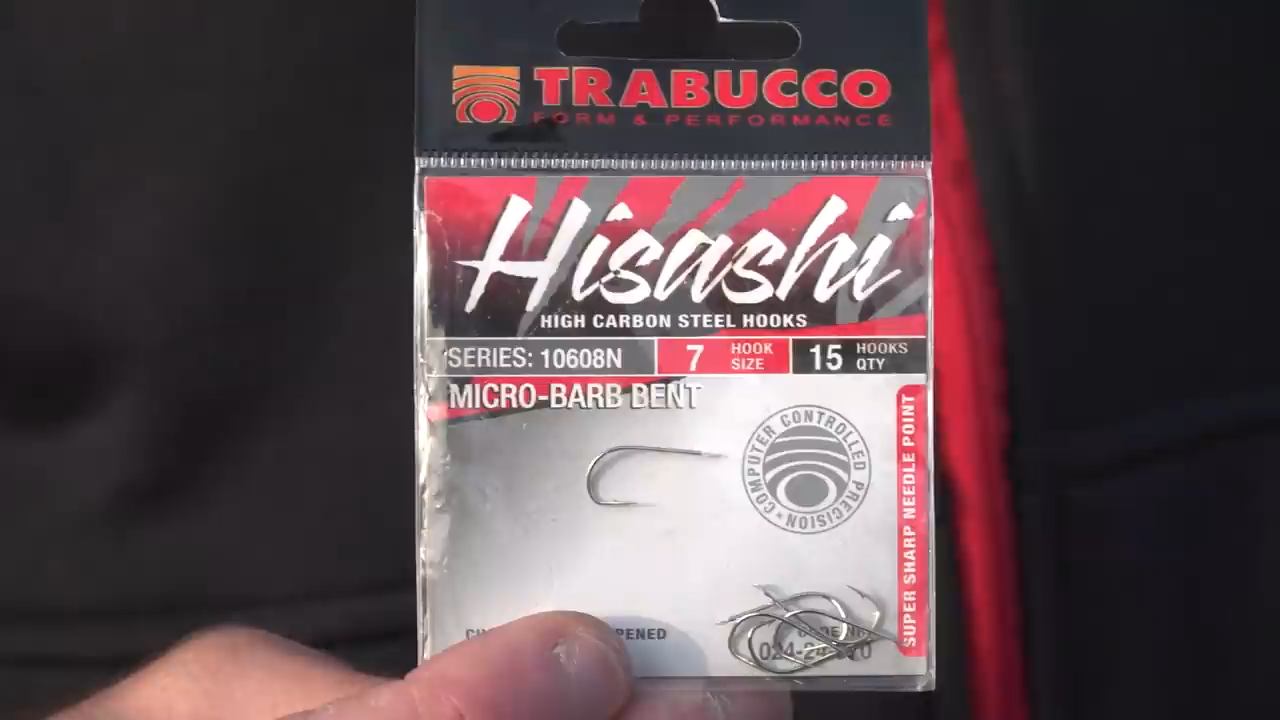 TRABUCCO
FORM & PERFORMANCE
Hisashi
HIGH CARBON STEEL HOOKS
SERIES: 10608N
7 HOOK SIZE
15 HOOKS QTY
MICRO-BARB BENT
COMPUTER CONTROLLED PRECISION
SUPER SHARP NEEDLE POINT